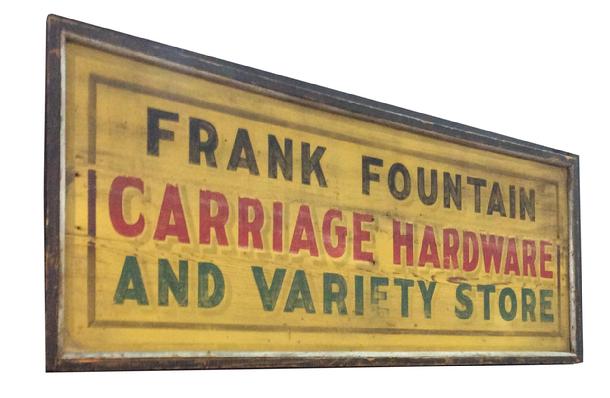 FRANK FOUNTAIN
CARRIAGE HARDWARE
AND VARIETY STORE